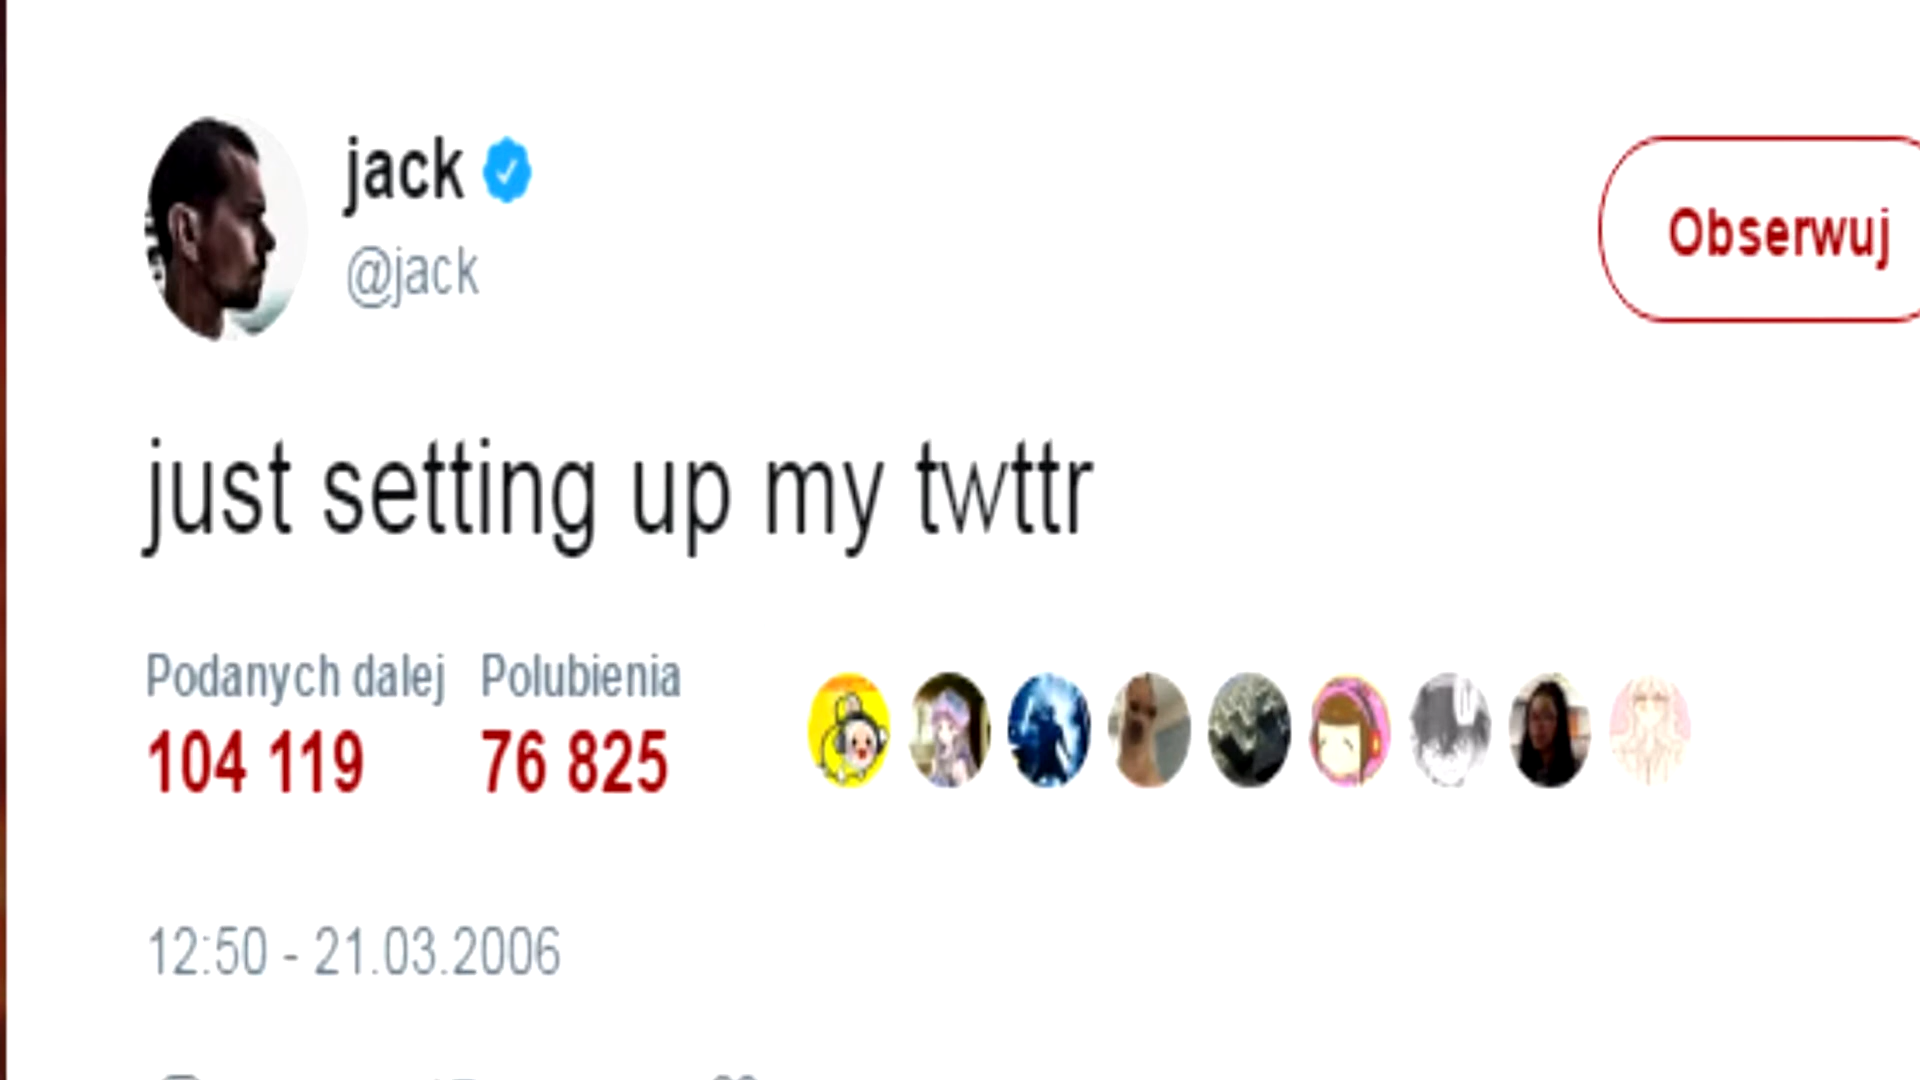 jack
@jack
Obserwuj
just setting up my twttr
Podanych dalej Polubienia
104 119 76 825
12:50 - 21.03.2006